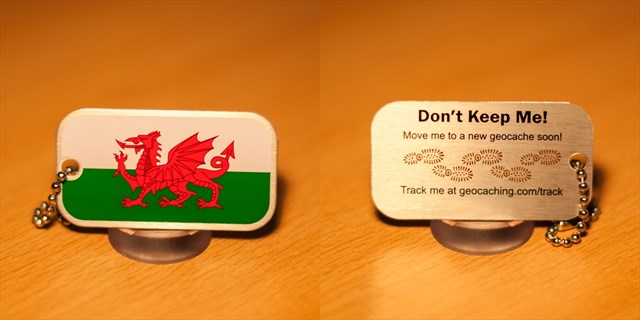 Don't Keep Me!
Move me to a new geocache soon!
Track me at geocaching.com/track